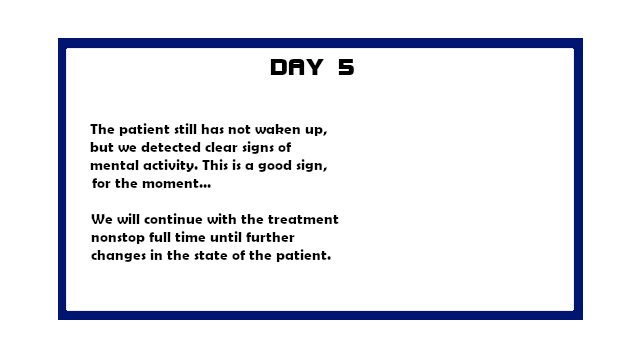 DAY 5
The patient still has not waken up,
but we detected clear signs of
mental activity. This is a good sign,
for the moment...
We will continue with the treatment
nonstop full time until further
changes in the state of the patient.